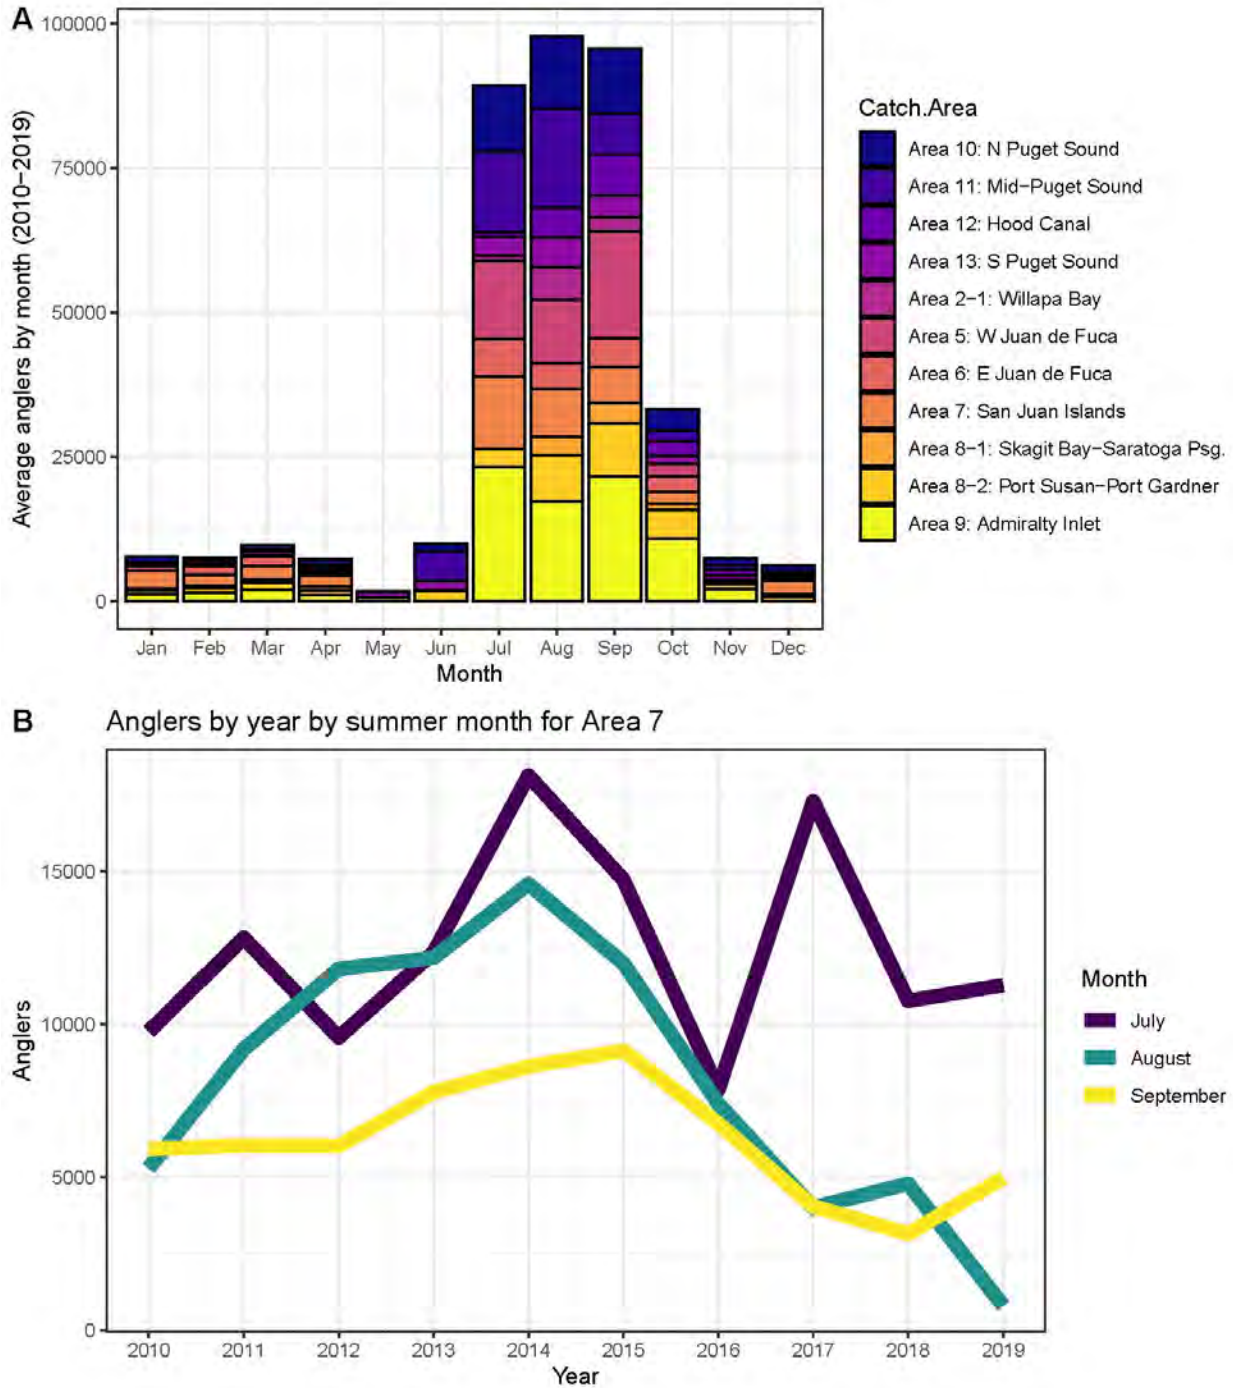 A
Average anglers by month (2010−2019)
100000
75000
50000
25000
0
Jan Feb Mar Apr May Jun Jul Aug Sep Oct Nov Dec
Month
Catch.Area
Area 10: N Puget Sound
Area 11: Mid−Puget Sound
Area 12: Hood Canal
Area 13: S Puget Sound
Area 2−1: Willapa Bay
Area 5: W Juan de Fuca
Area 6: E Juan de Fuca
Area 7: San Juan Islands
Area 8−1: Skagit Bay−Saratoga Psg.
Area 8−2: Port Susan−Port Gardner
Area 9: Admiralty Inlet
B
Anglers by year by summer month for Area 7
Anglers
15000
10000
5000
0
2010 2011 2012 2013 2014 2015 2016 2017 2018 2019
Year
Month
July
August
September